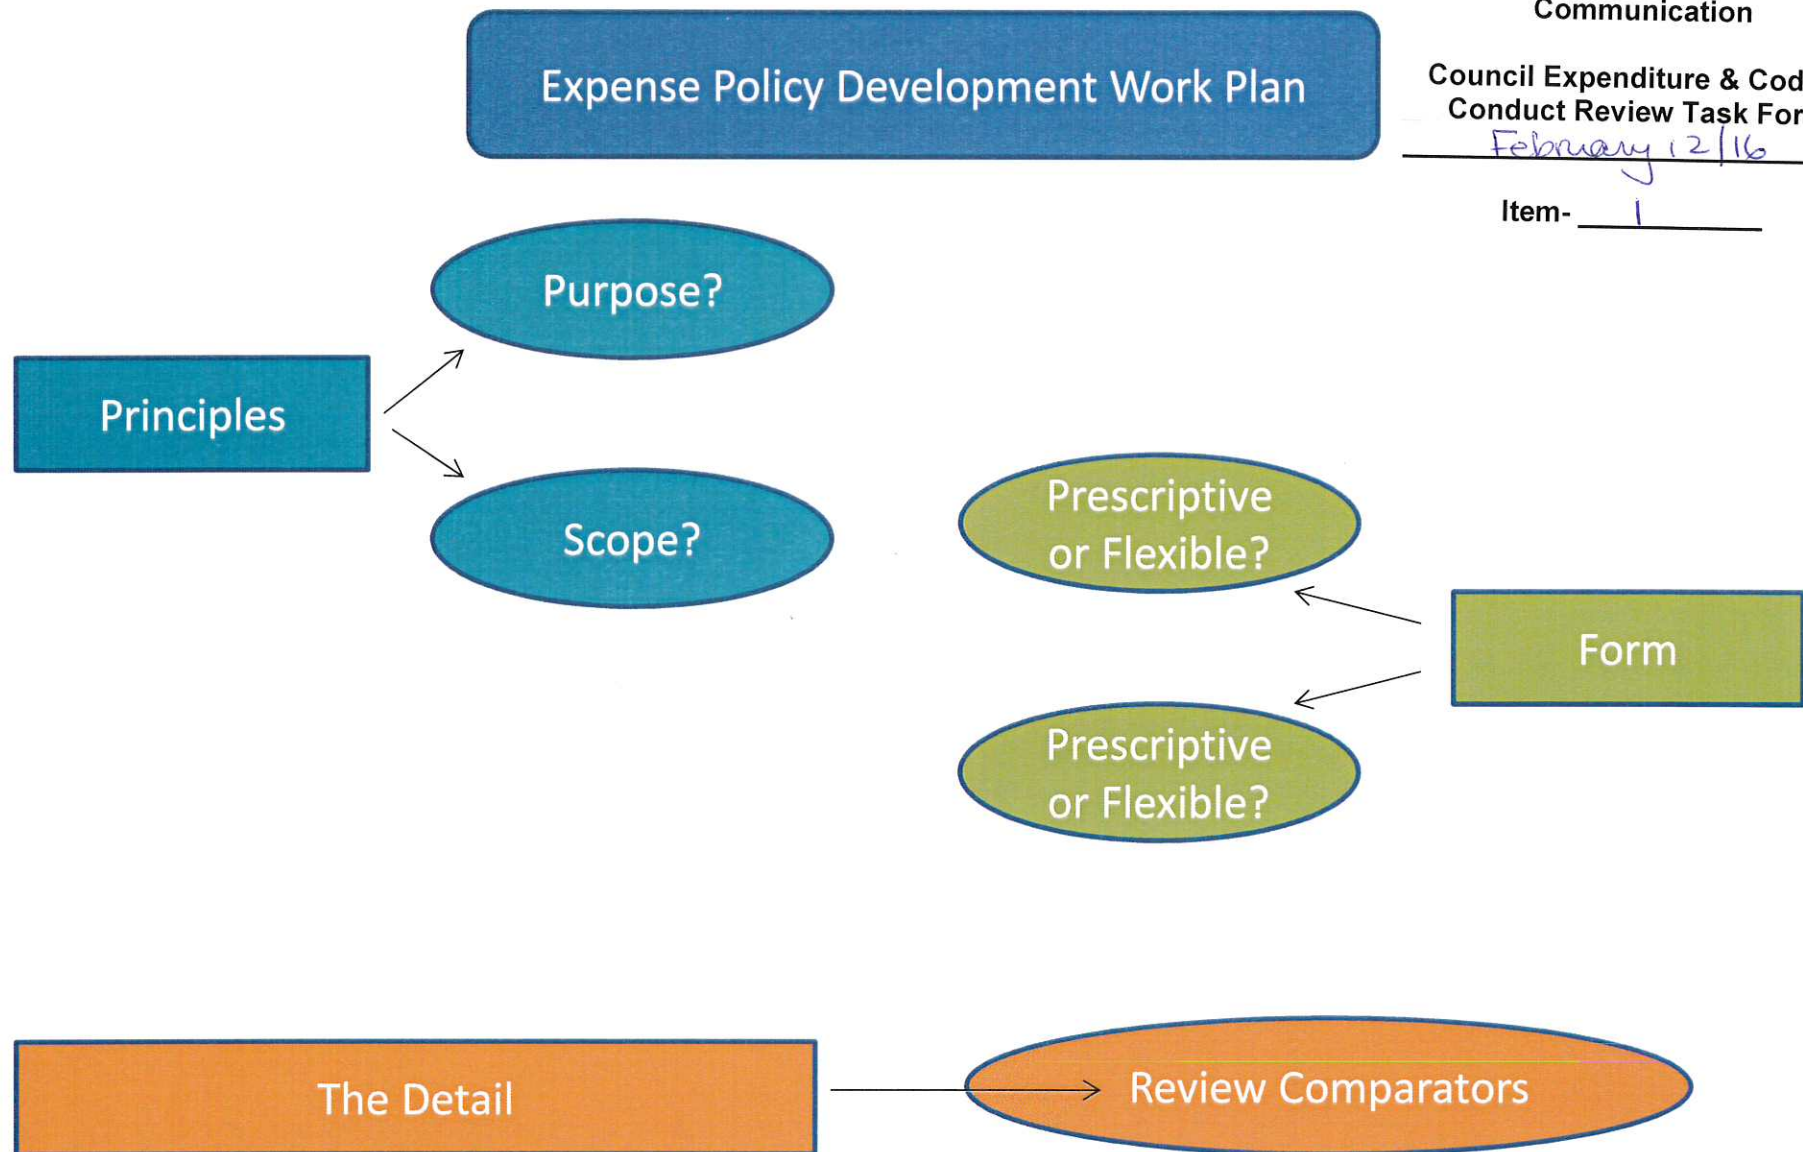 Communication
Expense Policy Development Work Plan
Council Expenditure & Cod
Conduct Review Task For
February 12/16
Item- 1
Purpose?
Principles
Scope?
Prescriptive
or Flexible?
Form
Prescriptive
or Flexible?
The Detail
Review Comparators